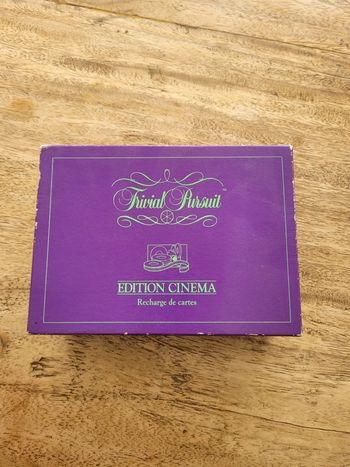 Trivial Pursuit™
EDITION CINEMA
Recharge de cartes